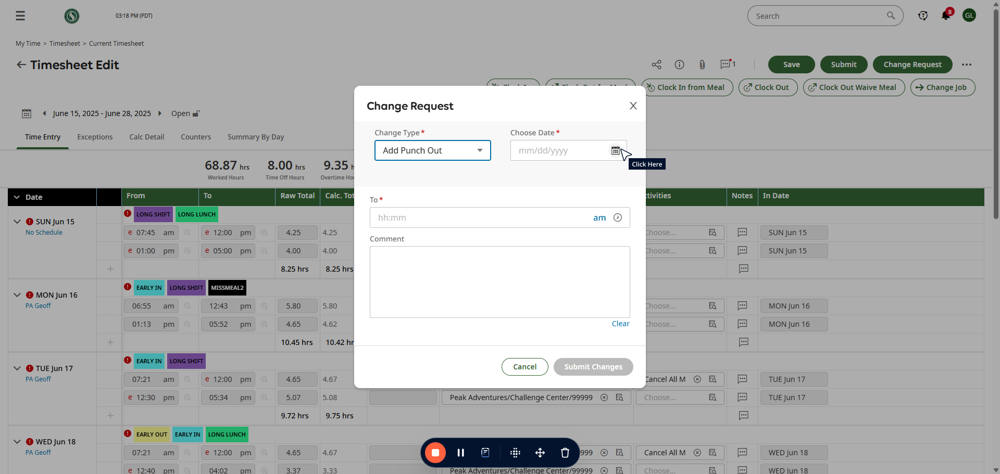 03:18 PM (PDT)
Search
8
GL
My Time > Timesheet > Current Timesheet
Timesheet Edit
1
Save
Submit
Change Request
Clock In from Meal
Clock Out
Clock Out Waive Meal
Change Job
June 15, 2025 - June 28, 2025
Open
Time Entry
Exceptions
Calc Detail
Counters
Summary By Day
68.87 hrs
Worked Hours
8.00 hrs
Time Off Hours
9.35
Overtime
Change Request
X
Change Type*
Choose Date*
Add Punch Out
mm/dd/yyyy
Click Here
To*
hh:mm
am
Comment
Clear
Cancel
Submit Changes
Date
From
To
Raw Total
Calc.
Notes
In Date
LONG SHIFT
LONG LUNCH
SUN Jun 15
No Schedule
e 07:45 am
e 12:00 pm
4.25
4.25
Choose...
SUN Jun 15
e 01:00 pm
e 05:00 pm
4.00
4.00
Choose...
SUN Jun 15
8.25 hrs
8.25 hrs
EARLY IN
LONG SHIFT
MISSMEAL2
MON Jun 16
PA Geoff
06:55 am
12:43 pm
5.80
5.80
Choose...
MON Jun 16
01:13 pm
05:52 pm
4.65
4.62
Choose...
MON Jun 16
10.45 hrs
10.42 hr
EARLY IN
LONG SHIFT
TUE Jun 17
PA Geoff
07:21 am
e 12:00 pm
4.65
4.67
Cancel All M
TUE Jun 17
e 12:30 pm
05:34 pm
5.07
5.08
Peak Adventures/Challenge Center/99999
Choose...
TUE Jun 17
9.72 hrs
9.75 hrs
EARLY OUT
EARLY IN
LONG LUNCH
WED Jun 18
PA Geoff
07:21 am
e 12:00 pm
4.65
4.67
999
Cancel All M
WED Jun 18
e 12:40 pm
04:02 pm
3.37
3.33
Peak Adventures/Challenge Center/99999
Choose...
WED Jun 18